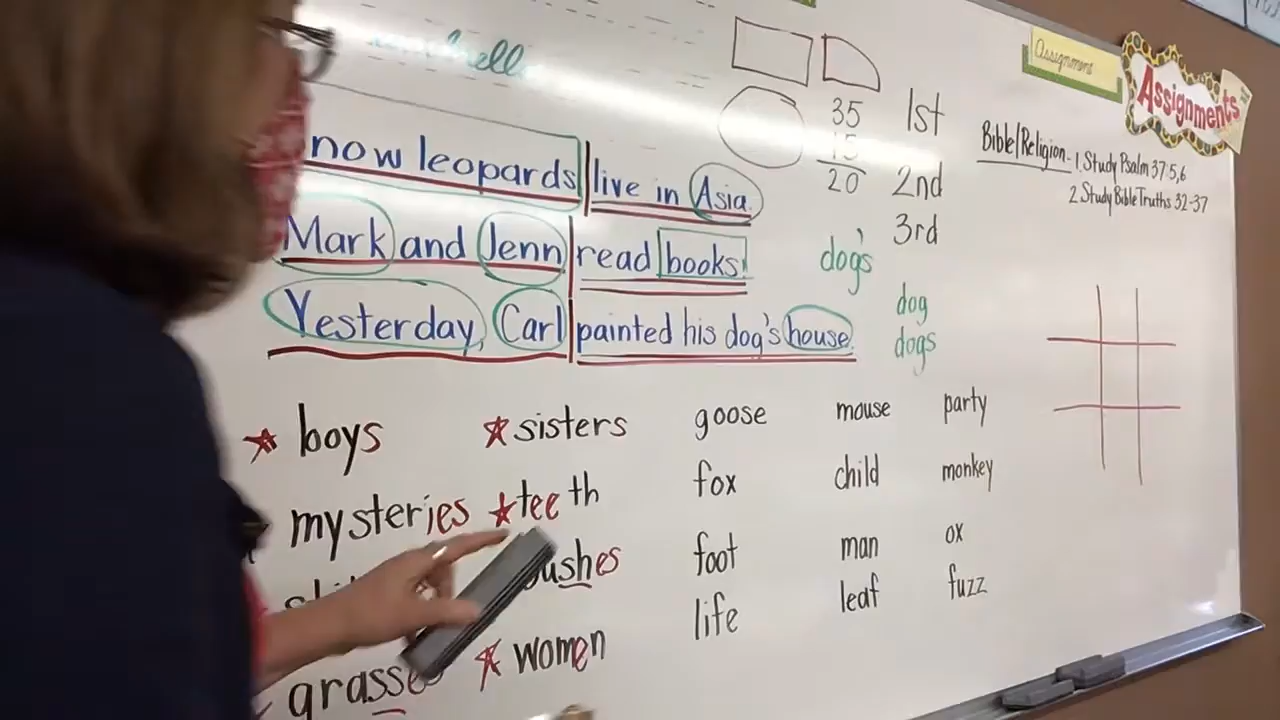 now leopards live in Asia.
Mark and Jenn read books.
Yesterday, Carl painted his dog's house.
35
15
20
1st
2nd
3rd
dog's
dog
dogs
Assignment
Assignments
Bible/Religion - 1. Study Psalm 37:5,6
2. Study Bible Truths 32-37
boys sisters goose mouse party
mysteries teeth fox child monkey
ushes foot man ox
life leaf fuzz
grasse women